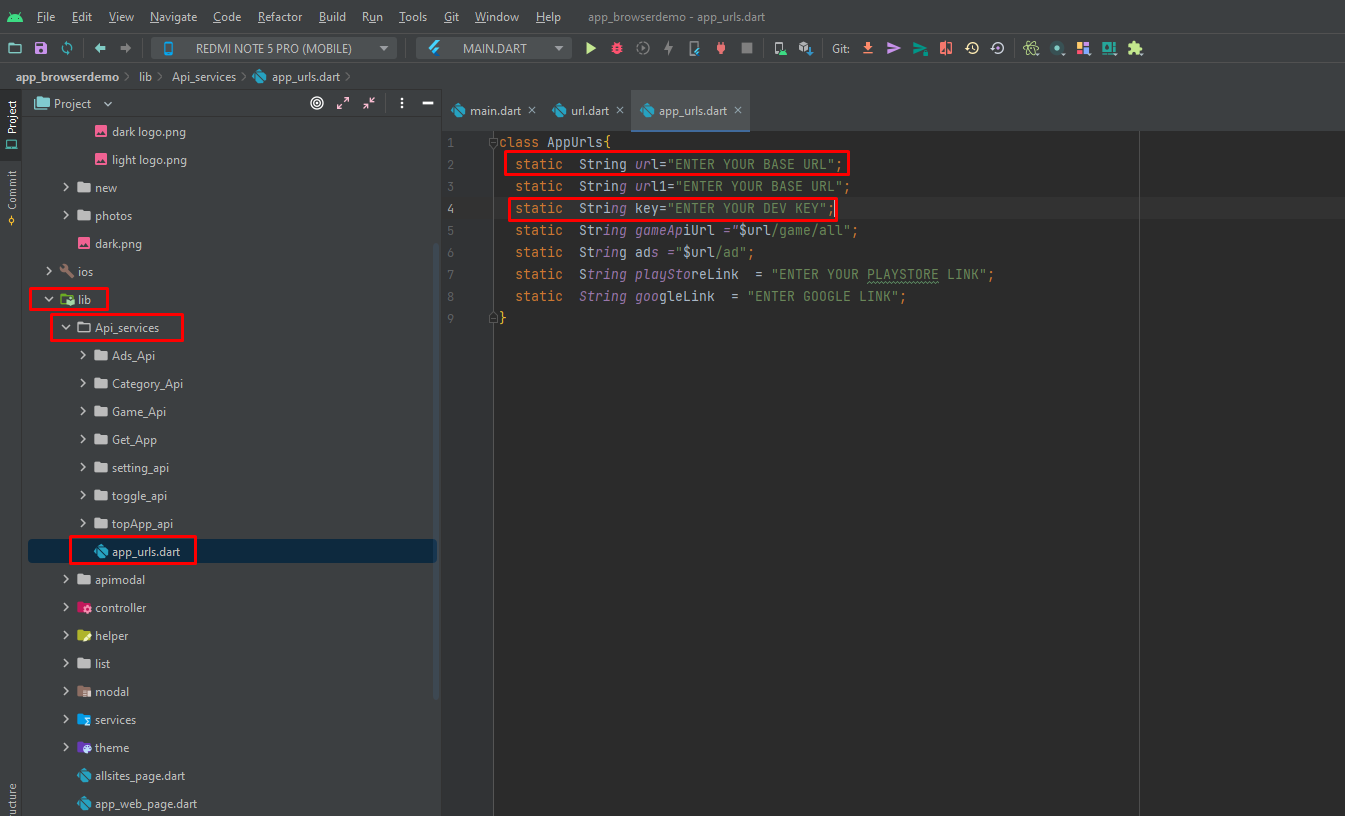 File Edit View Navigate Code Refactor Build Run Tools Git Window Help app_browserdemo - app_urls.dart
REDMI NOTE 5 PRO (MOBILE) MAIN.DART Git:
app_browserdemo lib Api_services app_urls.dart
Project
Commit
ructure
Project
dark logo.png
light logo.png
new
photos
dark.png
ios
lib
Api_services
Ads_Api
Category_Api
Game_Api
Get_App
setting_api
toggle_api
topApp_api
app_urls.dart
apimodal
controller
helper
list
modal
services
theme
allsites_page.dart
app_web_page.dart
main.dart url.dart app_urls.dart
1 class AppUrls{
2 static String url="ENTER YOUR BASE URL";
3 static String url1="ENTER YOUR BASE URL";
4 static String key="ENTER YOUR DEV KEY";
5 static String gameApiUrl ="$url/game/all";
6 static String ads ="$url/ad";
7 static String playStoreLink = "ENTER YOUR PLAYSTORE LINK";
8 static String googleLink = "ENTER GOOGLE LINK";
9 }